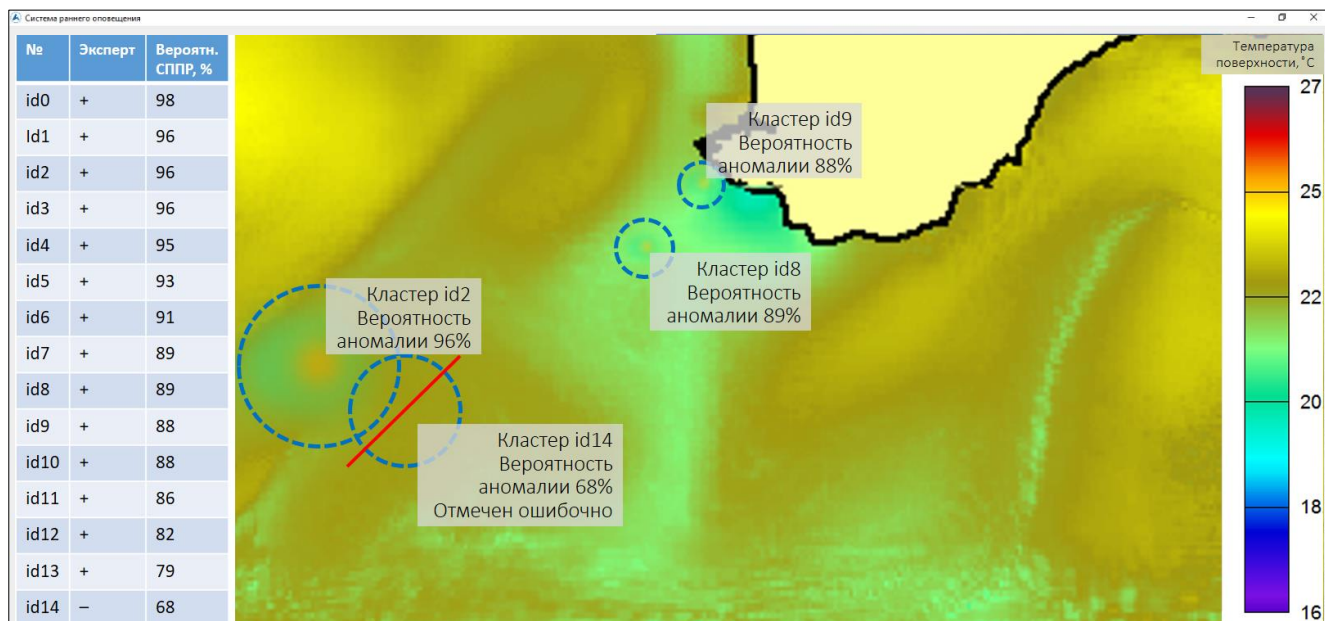 Система раннего оповещения
№ Эксперт Вероятн. СППР, %
id0 + 98
Id1 + 96
id2 + 96
id3 + 96
id4 + 95
id5 + 93
id6 + 91
id7 + 89
id8 + 89
id9 + 88
id10 + 88
id11 + 86
id12 + 82
id13 + 79
id14 – 68
Кластер id9
Вероятность
аномалии 88%
Кластер id8
Вероятность
аномалии 89%
Кластер id2
Вероятность
аномалии 96%
Кластер id14
Вероятность
аномалии 68%
Отмечен ошибочно
Температура
поверхности,˚С
27
25
22
20
18
16